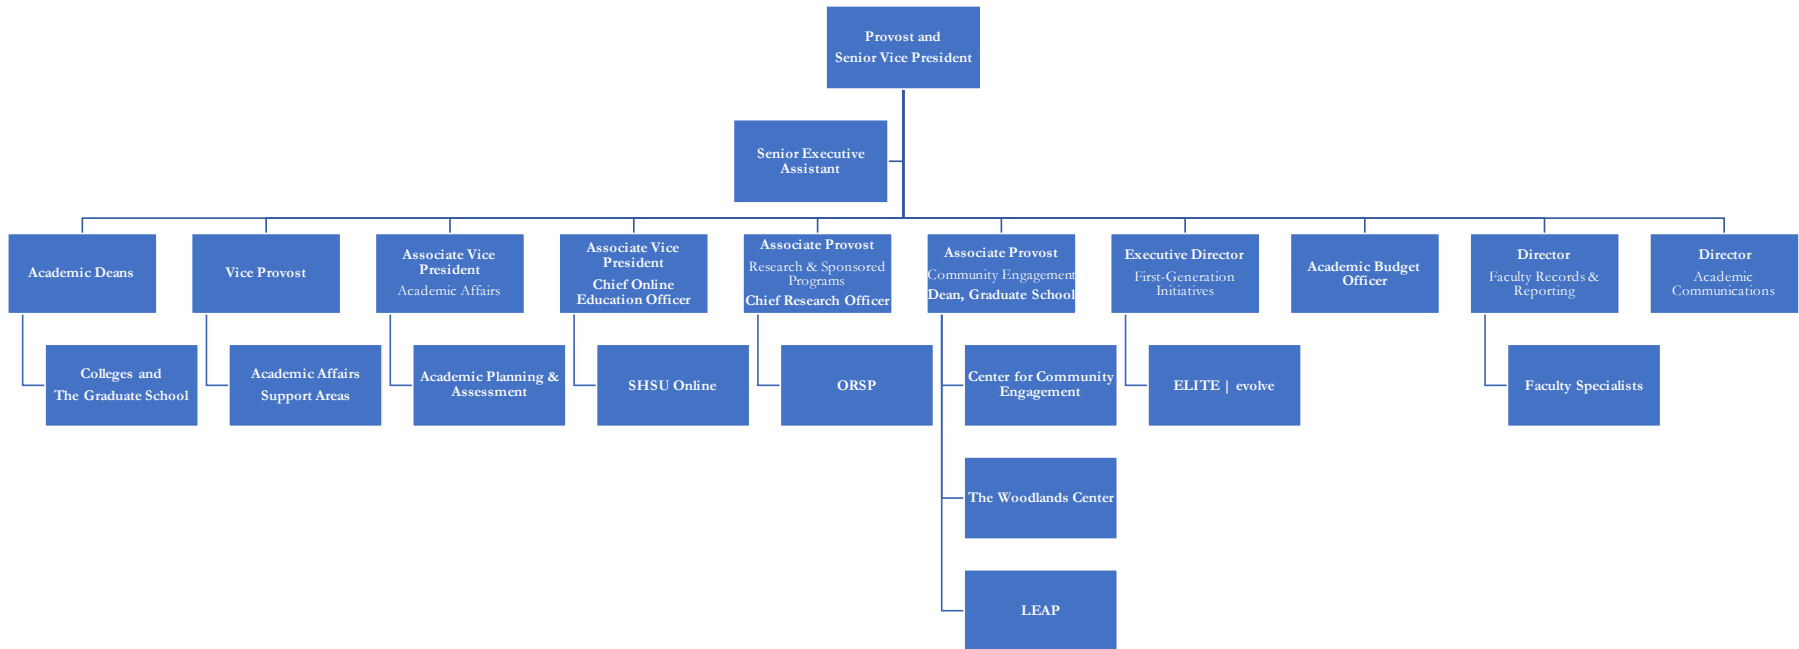 Provost and
Senior Vice President
Senior Executive
Assistant
Academic Deans
Vice Provost
Associate Vice
President
Academic Affairs
Associate Vice
President
Chief Online
Education Officer
Associate Provost
Research & Sponsored
Programs
Chief Research Officer
Associate Provost
Community Engagement
Dean, Graduate School
Executive Director
First-Generation
Initiatives
Academic Budget
Officer
Director
Faculty Records &
Reporting
Director
Academic
Communications
Colleges and
The Graduate School
Academic Affairs
Support Areas
Academic Planning &
Assessment
SHSU Online
ORSP
Center for Community
Engagement
ELITE | evolve
Faculty Specialists
The Woodlands Center
LEAP